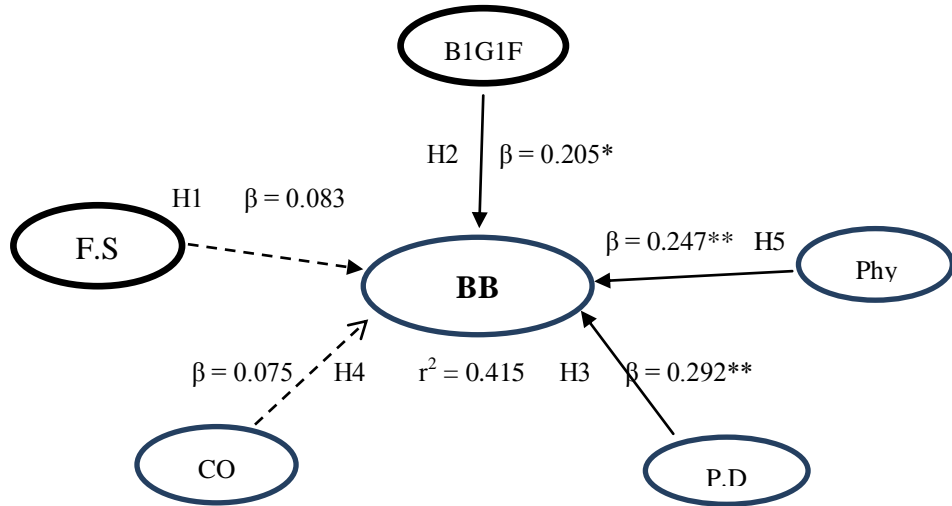 B1G1F
H2 β = 0.205*
H1 β = 0.083
F.S
β = 0.247** H5
BB
Phy
β = 0.075 H4 r² = 0.415 H3 β = 0.292**
CO
P.D